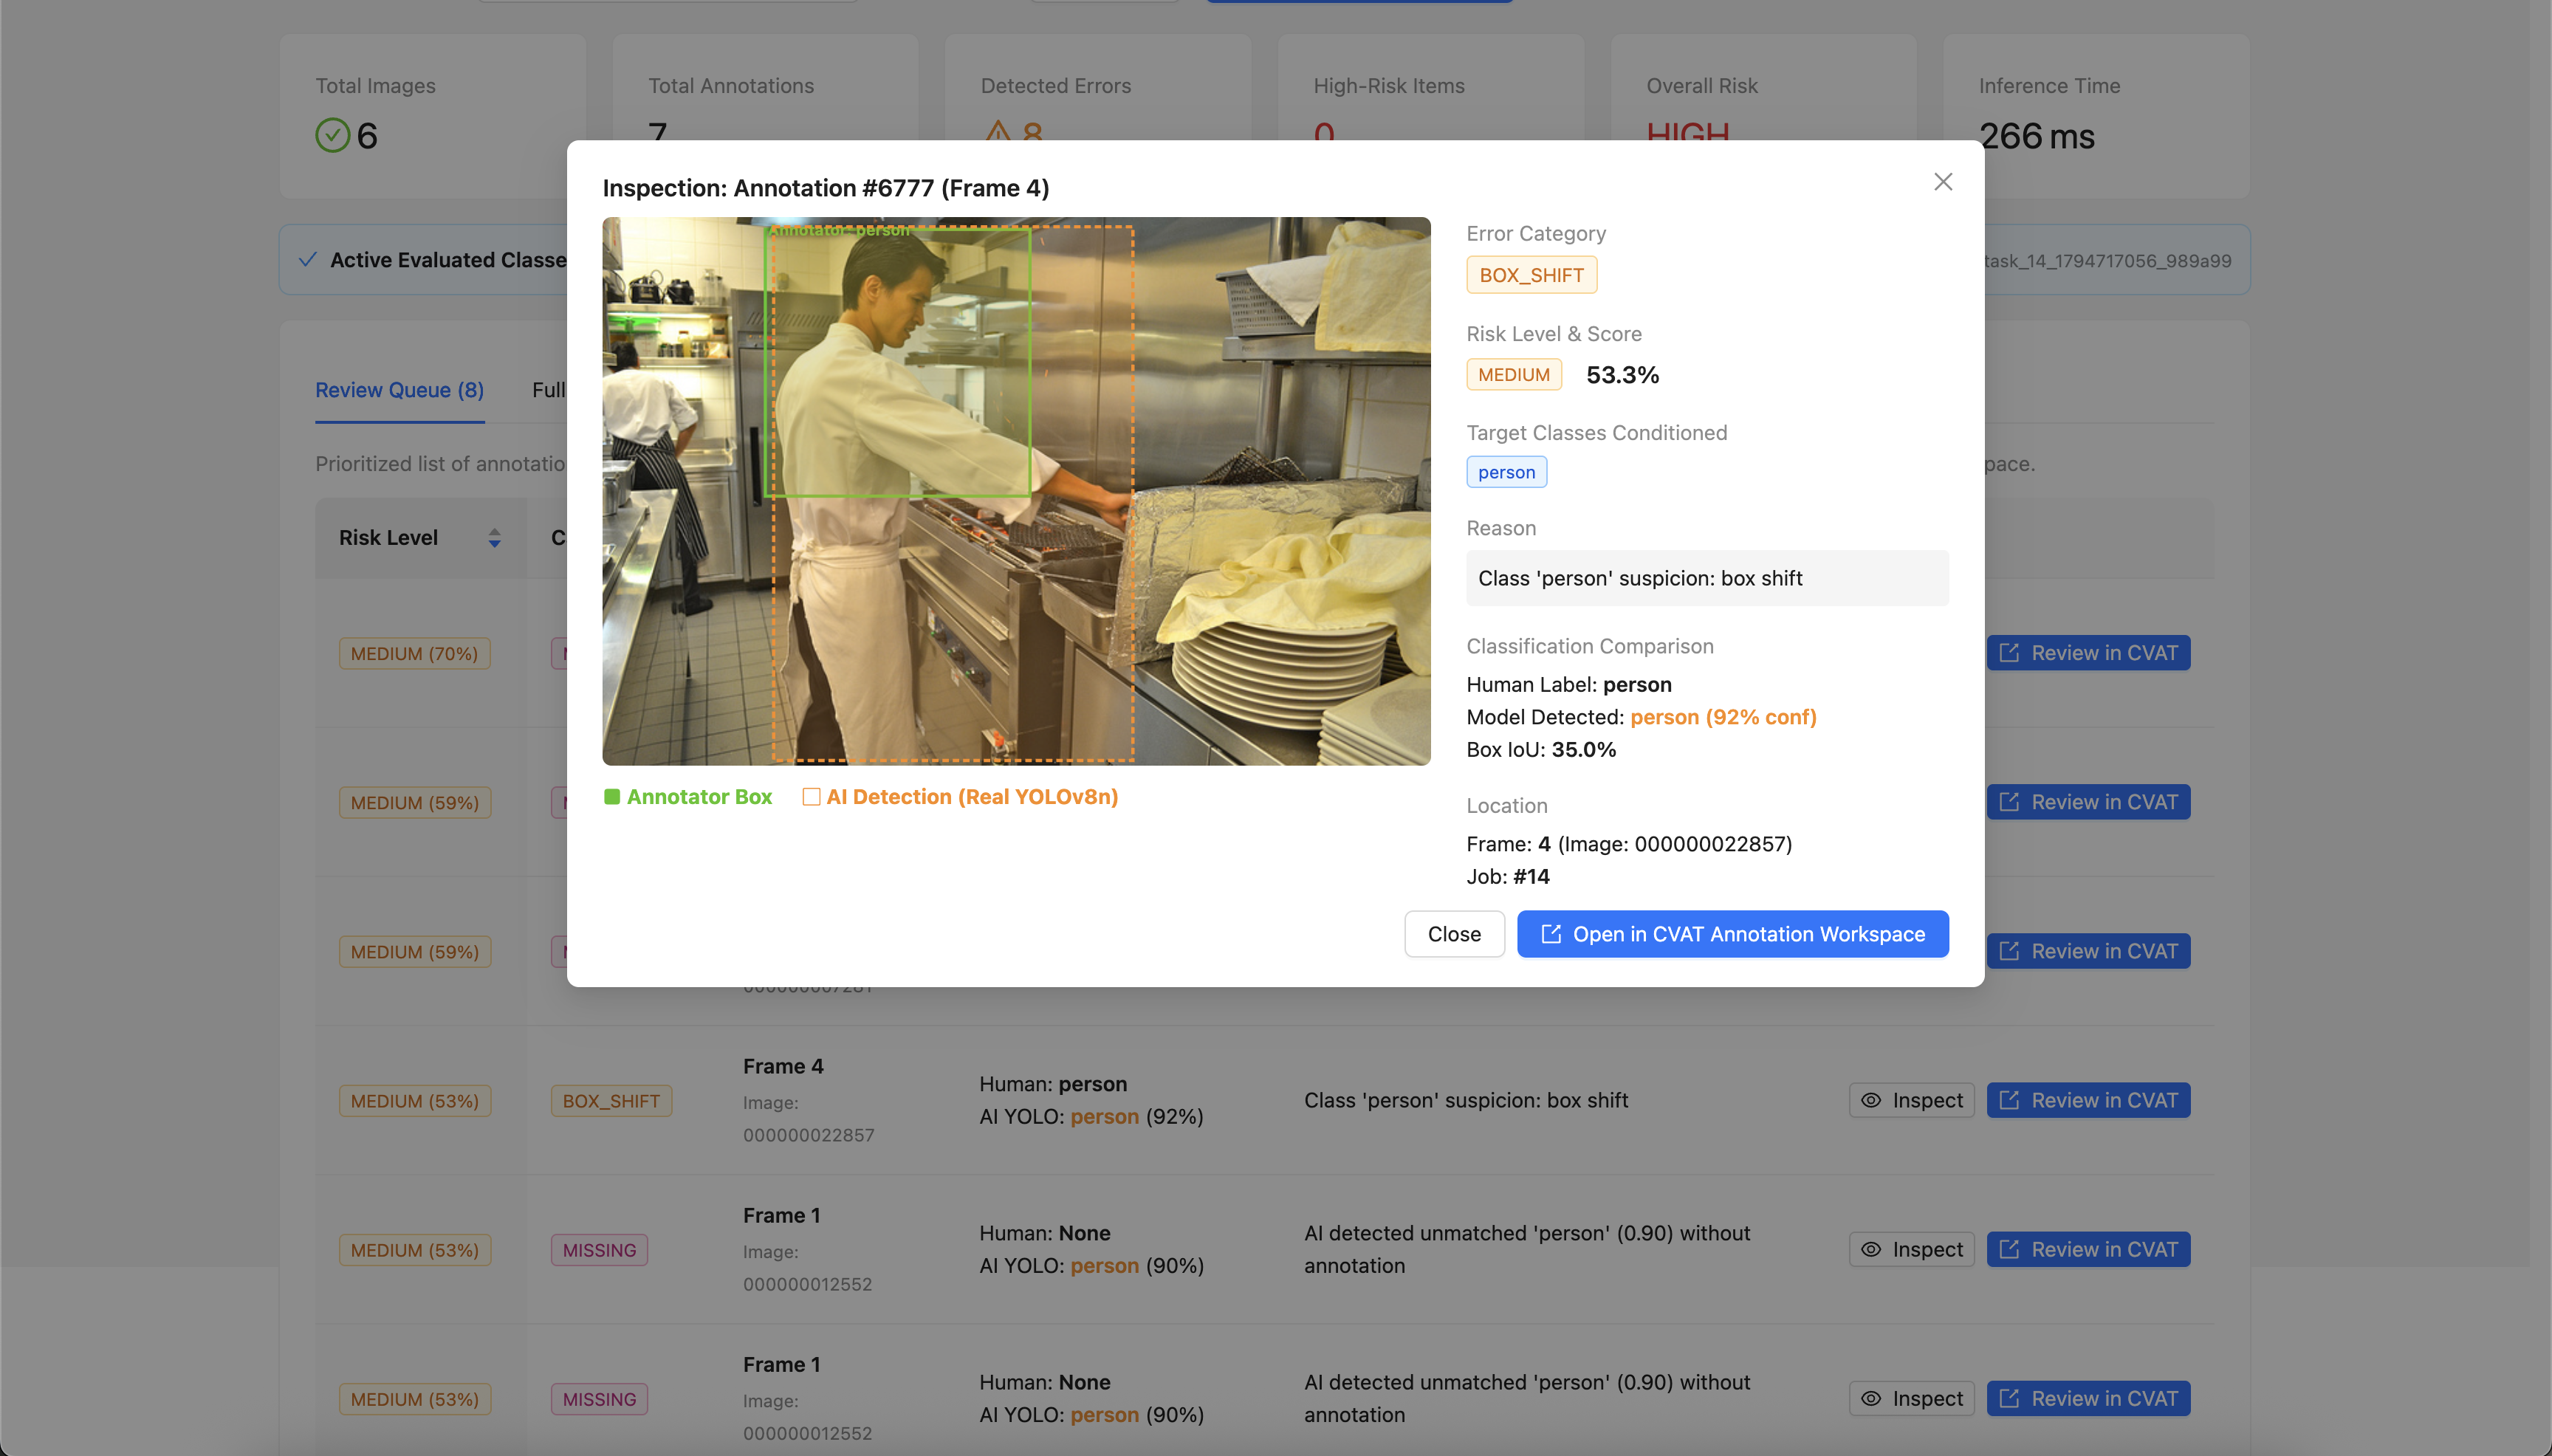 Total Images
6
Total Annotations
7
Detected Errors
8
High-Risk Items
0
Overall Risk
HIGH
Inference Time
266 ms
Active Evaluated Classe
task_14_1794717056_989a99
Review Queue (8)
Full
Prioritized list of annotatio
pace.
Risk Level
C
MEDIUM (70%)
Review in CVAT
MEDIUM (59%)
Review in CVAT
MEDIUM (59%)
Review in CVAT
Inspection: Annotation #6777 (Frame 4)
Annotator: person
Annotator Box
AI Detection (Real YOLOv8n)
Error Category
BOX_SHIFT
Risk Level & Score
MEDIUM 53.3%
Target Classes Conditioned
person
Reason
Class 'person' suspicion: box shift
Classification Comparison
Human Label: person
Model Detected: person (92% conf)
Box IoU: 35.0%
Location
Frame: 4 (Image: 000000022857)
Job: #14
Close
Open in CVAT Annotation Workspace
MEDIUM (53%)
BOX_SHIFT
Frame 4
Image:
000000022857
Human: person
AI YOLO: person (92%)
Class 'person' suspicion: box shift
Inspect
Review in CVAT
MEDIUM (53%)
MISSING
Frame 1
Image:
000000012552
Human: None
AI YOLO: person (90%)
AI detected unmatched 'person' (0.90) without
annotation
Inspect
Review in CVAT
MEDIUM (53%)
MISSING
Frame 1
Image:
000000012552
Human: None
AI YOLO: person (90%)
AI detected unmatched 'person' (0.90) without
annotation
Inspect
Review in CVAT